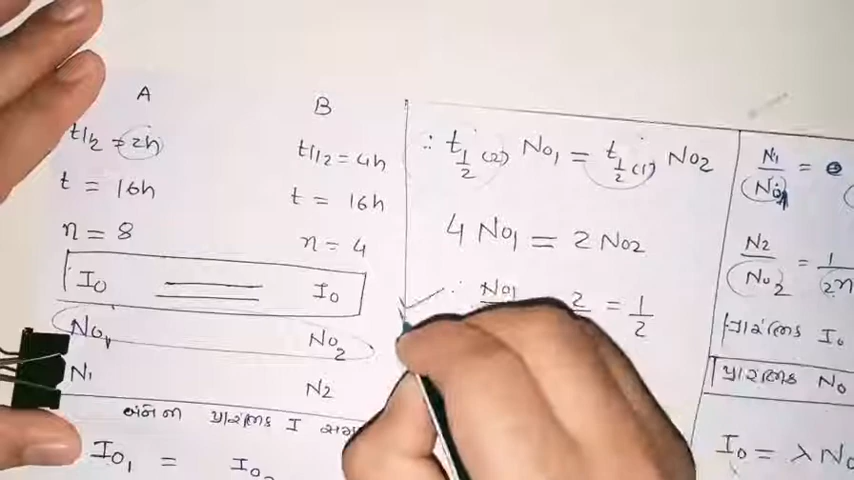 A B
t1/2 = 2h t1/2 = 4h
t = 16h t = 16h
n = 8 n = 4
I0 = I0
N01 N02
N1 N2
બંનેના પ્રારંભિક I
I01 = I02
∴ t1/2 (2) N01 = t1/2 (1) N02
4 N01 = 2 N02
N01 2 = 1/2
N1/N01 =
N2/N02 = 1/2n
પ્રારંભિક I0
પ્રારંભિક N0
I0 = λ N0